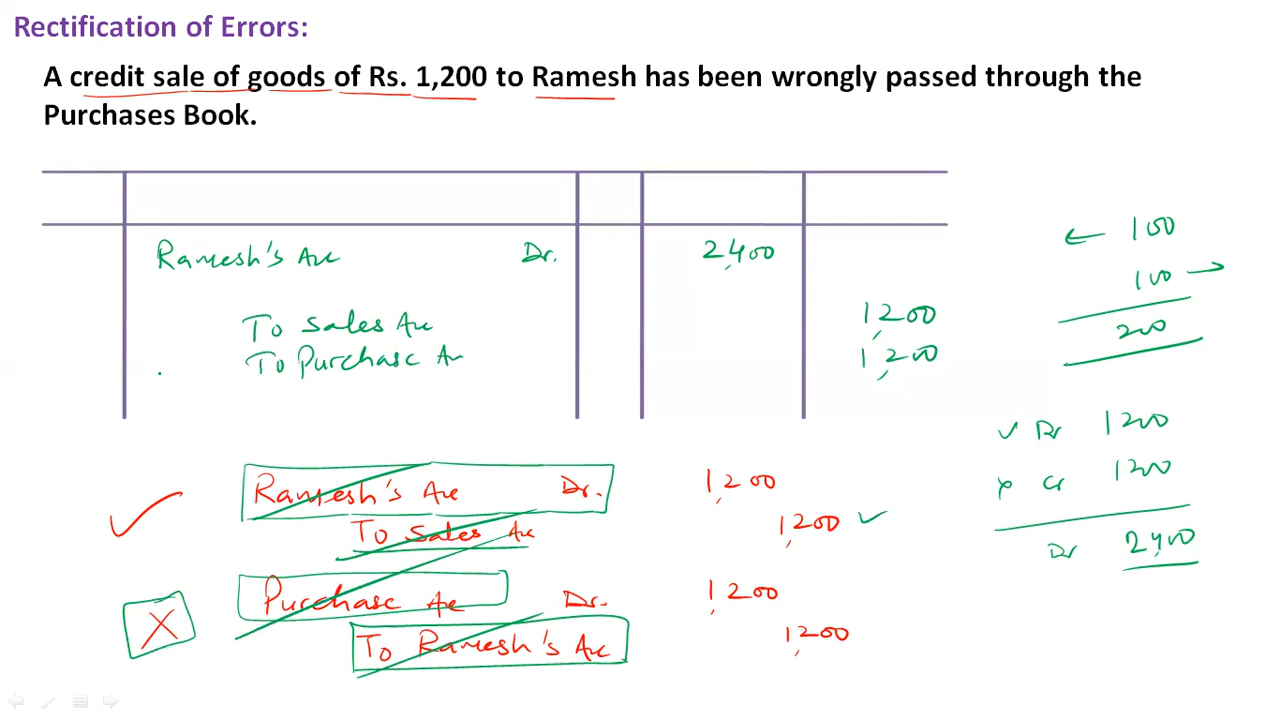 Rectification of Errors:
A credit sale of goods of Rs. 1,200 to Ramesh has been wrongly passed through the
Purchases Book.
Ramesh's A/c Dr. 2,400
To Sales A/c 1,200
To Purchase A/c 1,200
← 100
100 →
200
✓ Dr 1200
× Cr 1200
Dr 2,400
✓ Ramesh's A/c Dr. 1,200
To Sales A/c 1,200 ✓
X Purchase A/c Dr. 1,200
To Ramesh's A/c 1,200